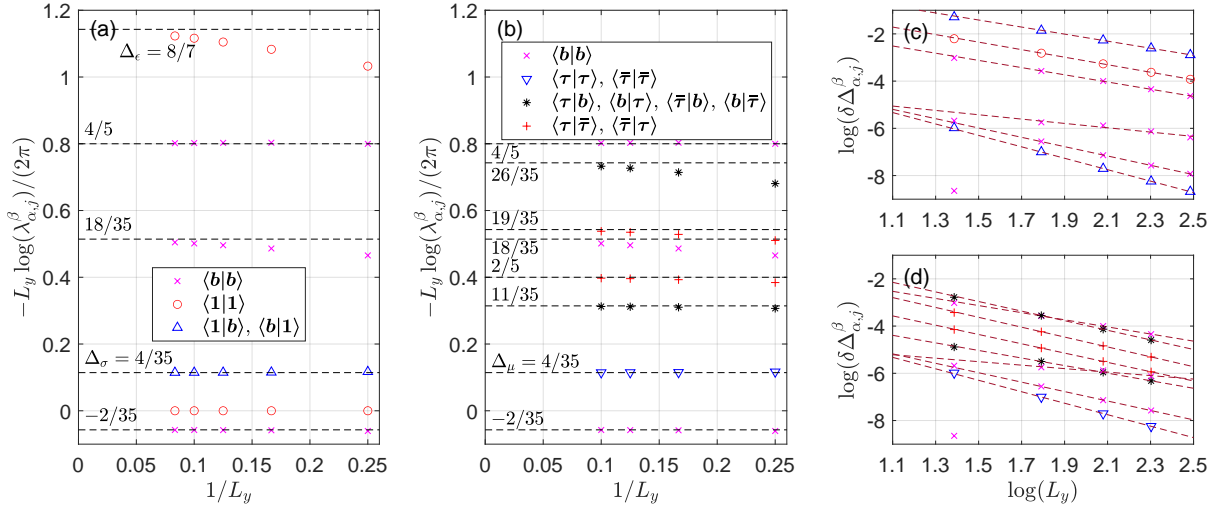 (a)
1.2
1
0.8
0.6
0.4
0.2
0
−L_y log(λ^β_{α,j})/(2π)
Δ_ϵ = 8/7
4/5
18/35
⟨b|b⟩
⟨1|1⟩
⟨1|b⟩, ⟨b|1⟩
Δ_σ = 4/35
−2/35
0 0.05 0.1 0.15 0.2 0.25
1/L_y
(b)
1.2
1
0.8
0.6
0.4
0.2
0
−L_y log(λ^β_{α,j})/(2π)
⟨b|b⟩
⟨τ|τ⟩, ⟨τ̄|τ̄⟩
⟨τ|b⟩, ⟨b|τ⟩, ⟨τ̄|b⟩, ⟨b|τ̄⟩
⟨τ|τ̄⟩, ⟨τ̄|τ⟩
4/5
26/35
19/35
18/35
2/5
11/35
Δ_μ = 4/35
−2/35
0 0.05 0.1 0.15 0.2 0.25
1/L_y
(c)
-2
-4
-6
-8
log(δΔ^β_{α,j})
1.1 1.3 1.5 1.7 1.9 2.1 2.3 2.5
(d)
-2
-4
-6
-8
log(δΔ^β_{α,j})
1.1 1.3 1.5 1.7 1.9 2.1 2.3 2.5
log(L_y)